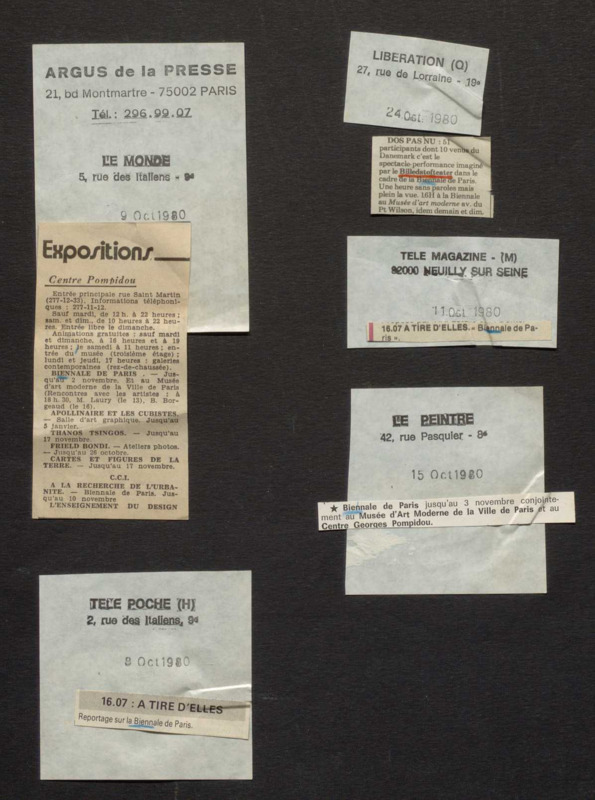 ARGUS de la PRESSE
21, bd Montmartre - 75002 PARIS
Tél.: 296.99.07
LE MONDE
5, rue des Italiens - 9e
9 Oct 1980
Expositions
Centre Pompidou
Entrée principale rue Saint Martin
(277-12-33). Informations téléphoni-
ques : 277-11-12.
Sauf mardi, de 12 h. à 22 heures ;
sam. et dim., de 10 heures à 22 heu-
res. Entrée libre le dimanche.
Animations gratuites : sauf mardi
et dimanche, à 16 heures et à 19
heures ; le samedi à 11 heures ; en-
trée du musée (troisième étage) ;
lundi et jeudi, 17 heures : galeries
contemporaines (rez-de-chaussée).
BIENNALE DE PARIS. — Jus-
qu'au 2 novembre. Et au Musée
d'art moderne de la Ville de Paris
(Rencontres avec les artistes : à
18 h. 30, M. Laury (le 13), B. Bor-
geaud (le 16).
APOLLINAIRE ET LES CUBISTES.
— Salle d'art graphique. Jusqu'au
5 janvier.
THANOS TSINGOS. — Jusqu'au
17 novembre.
FRIELD BONDI. — Ateliers photos.
— Jusqu'au 26 octobre.
CARTES ET FIGURES DE LA
TERRE. — Jusqu'au 17 novembre.
C.C.I.
A LA RECHERCHE DE L'URBA-
NITE. — Biennale de Paris. Jus-
qu'au 10 novembre
L'ENSEIGNEMENT DU DESIGN
TELE POCHE (H)
2, rue des Italiens, 9e
8 Oct 1980
16.07 : A TIRE D'ELLES
Reportage sur la Biennale de Paris.
LIBERATION (Q)
27, rue de Lorraine - 19e
24 Oct. 1980
DOS PAS NU : 51
participants dont 10 venus du
Danemark c'est le
spectacle-performance imaginé
par le Billedstofteater dans le
cadre de la Biennale de Paris.
Une heure sans paroles mais
plein la vue. 16H à la Biennale
au Musée d'art moderne av. du
Pt Wilson, idem demain et dim.
TELE MAGAZINE - (M)
92000 NEUILLY SUR SEINE
11 Oct 1980
16.07 A TIRE D'ELLES. « Biennale de Pa-
ris ».
LE PEINTRE
42, rue Pasquier - 8e
15 Oct 1980
★ Biennale de Paris jusqu'au 3 novembre conjointe-
ment au Musée d'Art Moderne de la Ville de Paris et au
Centre Georges Pompidou.